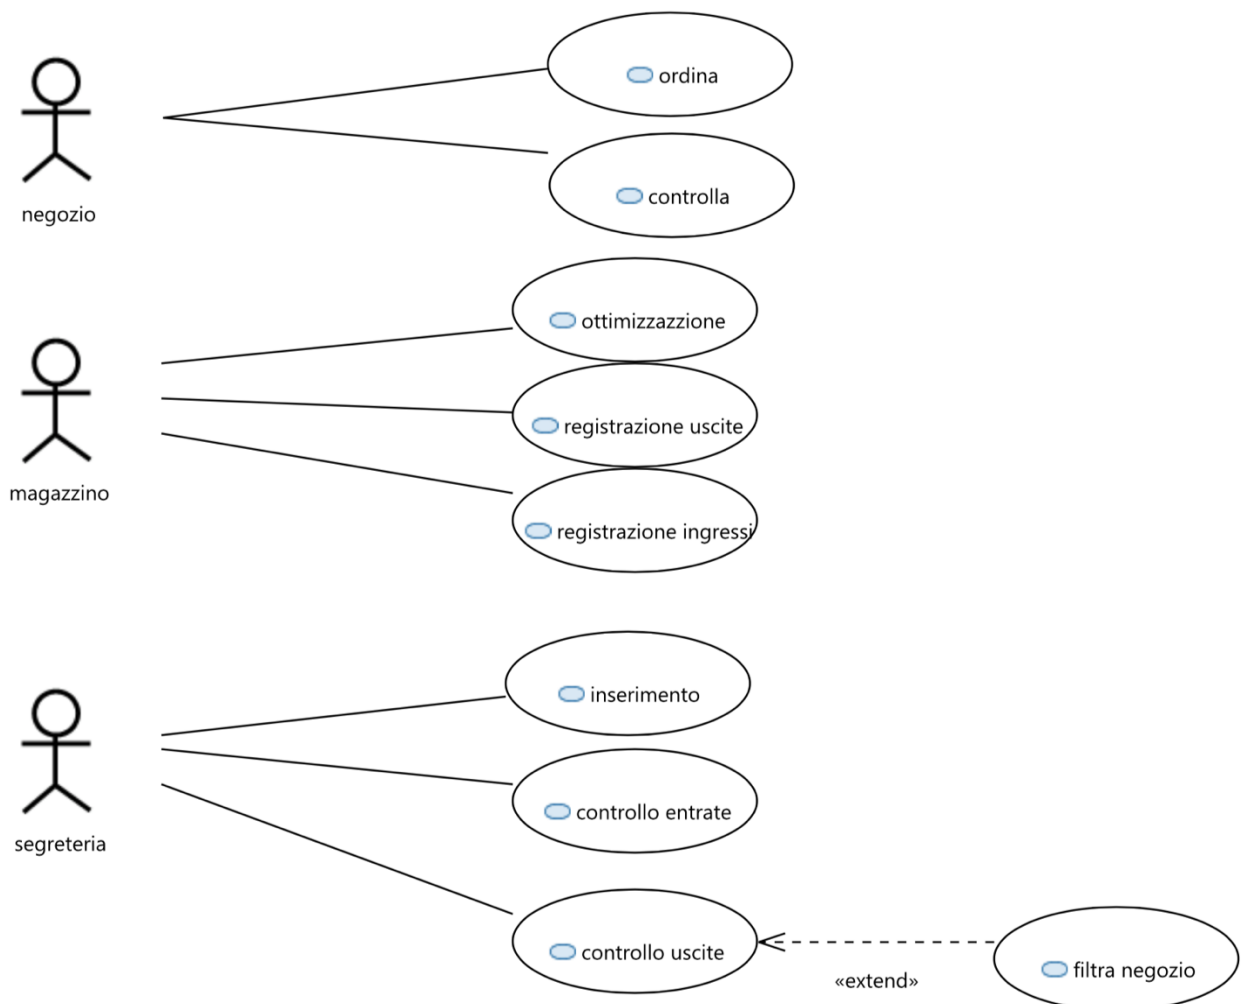 ordina
controlla
negozio
ottimizzazzione
registrazione uscite
registrazione ingressi
magazzino
inserimento
controllo entrate
segreteria
controllo uscite
«extend»
filtra negozio